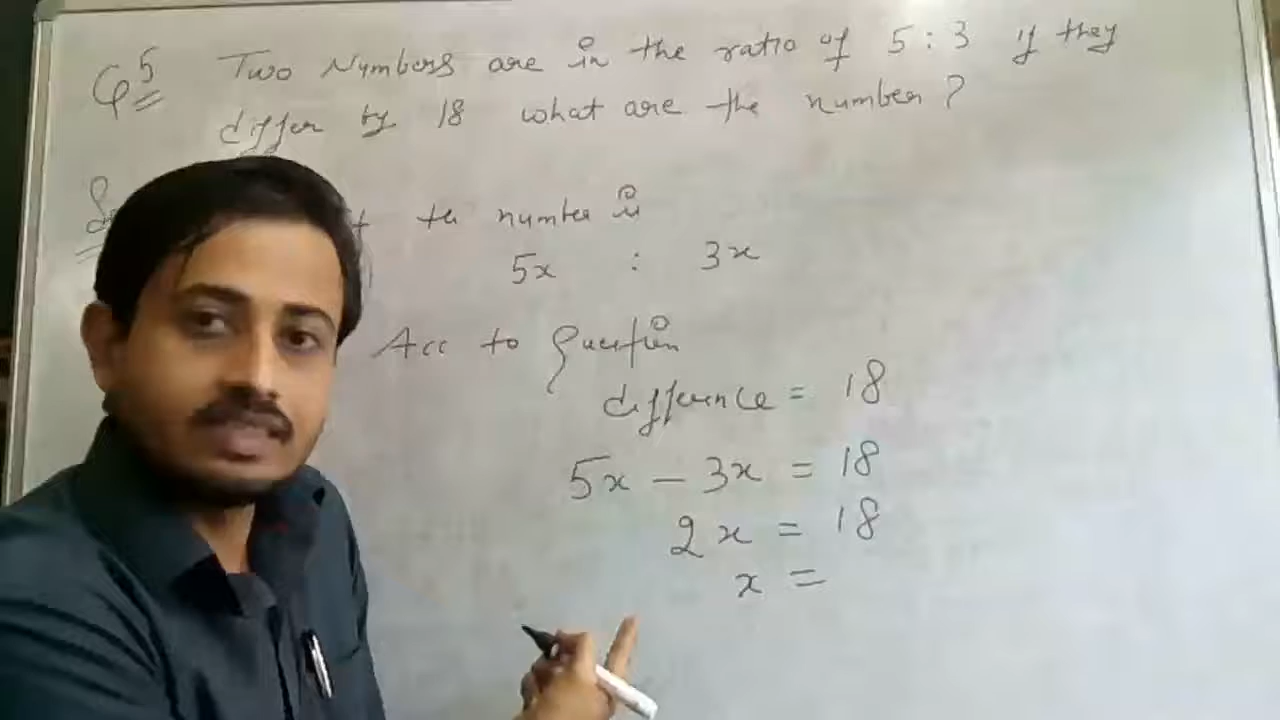 Q5 Two Numbers are in the ratio of 5 : 3 if they
differ by 18 what are the number ?
the number is
5x : 3x
Acc to Question
difference = 18
5x - 3x = 18
2x = 18
x =